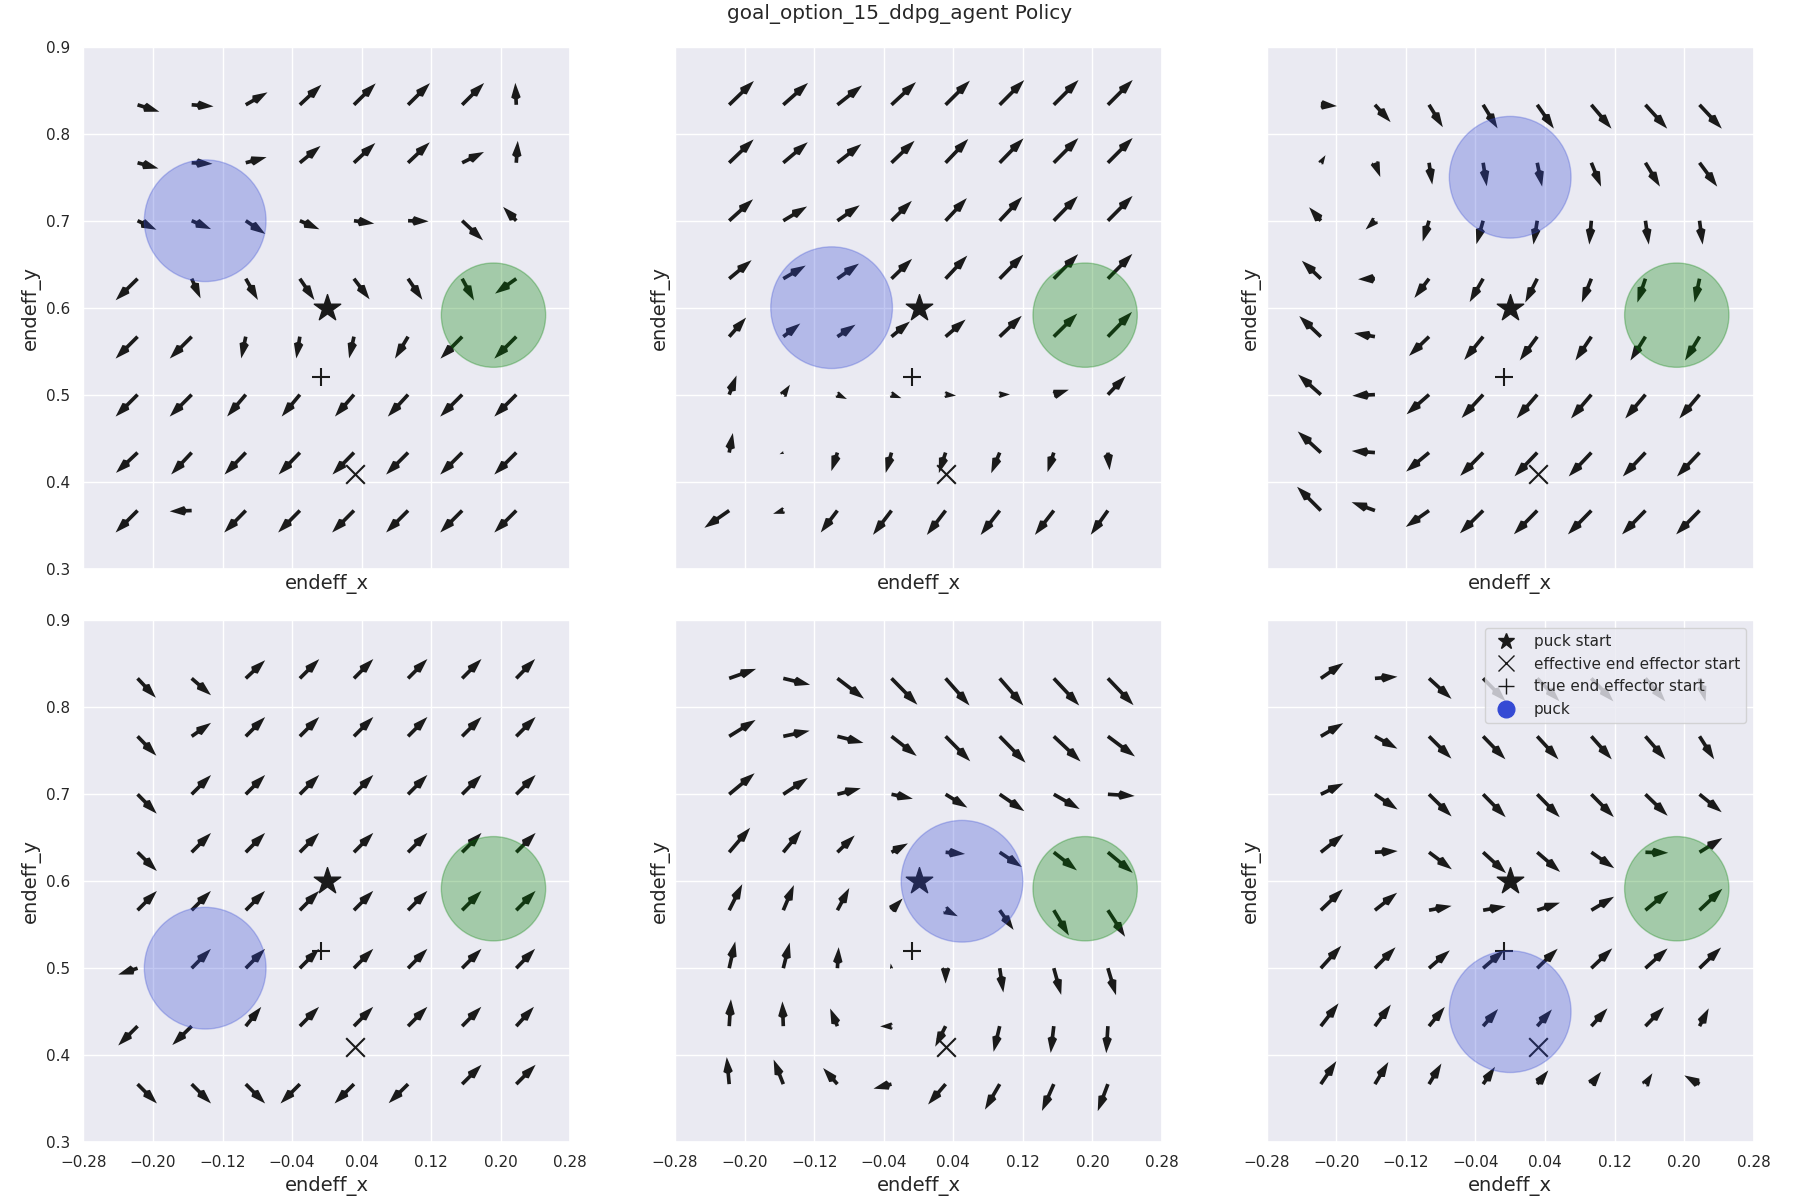 goal_option_15_ddpg_agent Policy
0.9
0.8
0.7
0.6
0.5
0.4
0.3
endeff_y
endeff_x
endeff_y
endeff_x
endeff_y
endeff_x
0.9
0.8
0.7
0.6
0.5
0.4
0.3
endeff_y
−0.28 −0.20 −0.12 −0.04 0.04 0.12 0.20 0.28
endeff_x
endeff_y
−0.28 −0.20 −0.12 −0.04 0.04 0.12 0.20 0.28
endeff_x
puck start
effective end effector start
true end effector start
puck
endeff_y
−0.28 −0.20 −0.12 −0.04 0.04 0.12 0.20 0.28
endeff_x